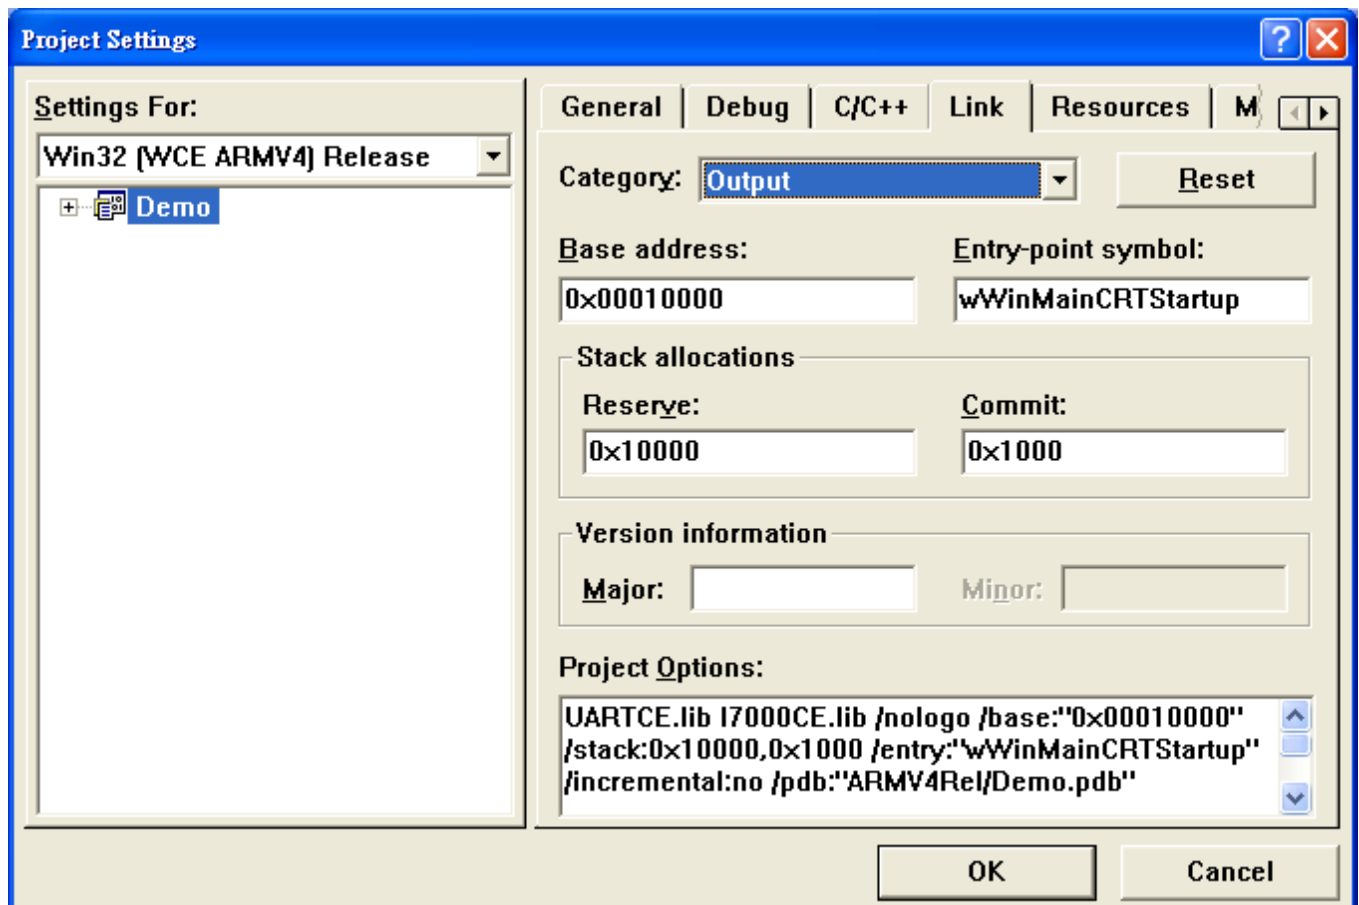 Project Settings
Settings For:
Win32 (WCE ARMV4) Release
Demo
General Debug C/C++ Link Resources M
Category: Output Reset
Base address: Entry-point symbol:
0x00010000 wWinMainCRTStartup
Stack allocations
Reserve: Commit:
0x10000 0x1000
Version information
Major: Minor:
Project Options:
UARTCE.lib I7000CE.lib /nologo /base:"0x00010000"
/stack:0x10000,0x1000 /entry:"wWinMainCRTStartup"
/incremental:no /pdb:"ARMV4Rel/Demo.pdb"
OK Cancel